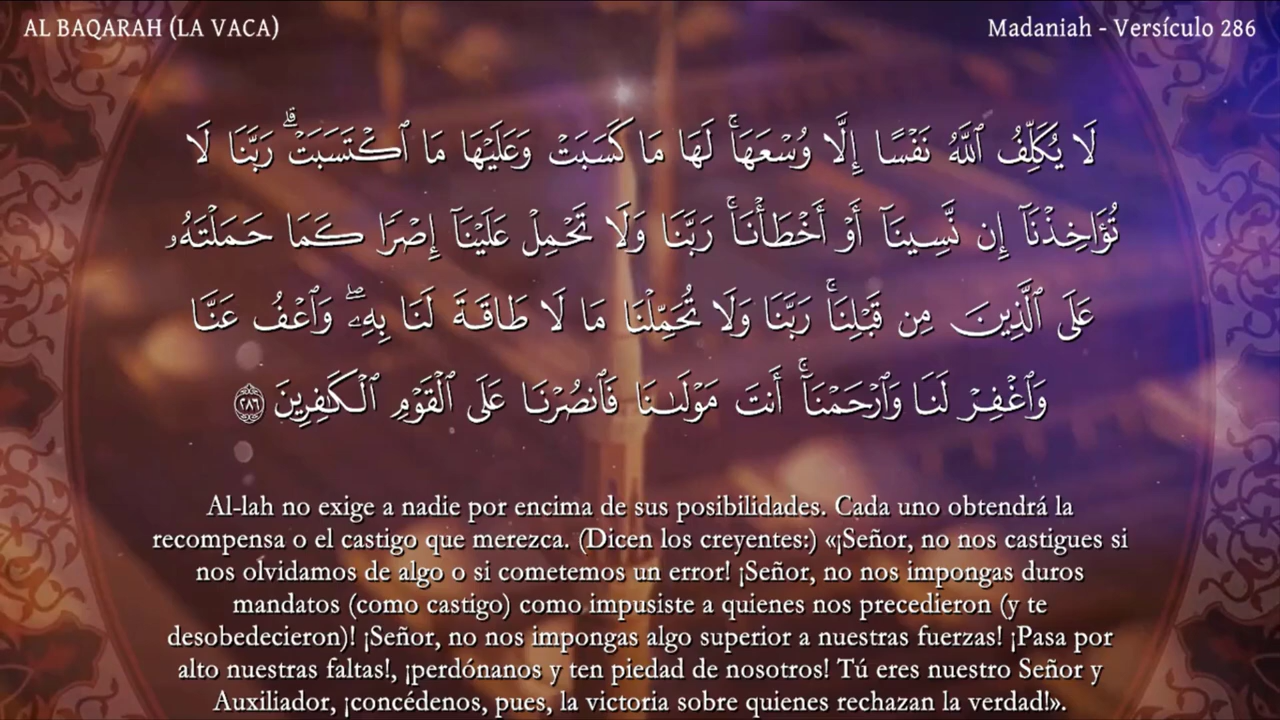 AL BAQARAH (LA VACA)
Madaniah - Versículo 286
لَا يُكَلِّفُ ٱللَّهُ نَفْسًا إِلَّا وُسْعَهَاۚ لَهَا مَا كَسَبَتْ وَعَلَيْهَا مَا ٱكْتَسَبَتْۗ رَبَّنَا لَا
تُؤَاخِذْنَآ إِن نَّسِينَآ أَوْ أَخْطَأْنَاۚ رَبَّنَا وَلَا تَحْمِلْ عَلَيْنَآ إِصْرًا كَمَا حَمَلْتَهُۥ
عَلَى ٱلَّذِينَ مِن قَبْلِنَاۚ رَبَّنَا وَلَا تُحَمِّلْنَا مَا لَا طَاقَةَ لَنَا بِهِۦۖ وَٱعْفُ عَنَّا
وَٱغْفِرْ لَنَا وَٱرْحَمْنَآۚ أَنتَ مَوْلَىٰنَا فَٱنصُرْنَا عَلَى ٱلْقَوْمِ ٱلْكَٰفِرِينَ ٢٨٦
Al-lah no exige a nadie por encima de sus posibilidades. Cada uno obtendrá la
recompensa o el castigo que merezca. (Dicen los creyentes:) «¡Señor, no nos castigues si
nos olvidamos de algo o si cometemos un error! ¡Señor, no nos impongas duros
mandatos (como castigo) como impusiste a quienes nos precedieron (y te
desobedecieron)! ¡Señor, no nos impongas algo superior a nuestras fuerzas! ¡Pasa por
alto nuestras faltas!, ¡perdónanos y ten piedad de nosotros! Tú eres nuestro Señor y
Auxiliador, ¡concédenos, pues, la victoria sobre quienes rechazan la verdad!».